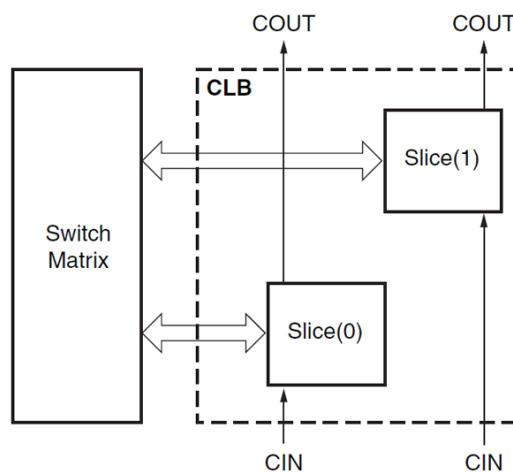 COUT
COUT
CLB
Slice(1)
Switch
Matrix
Slice(0)
CIN
CIN